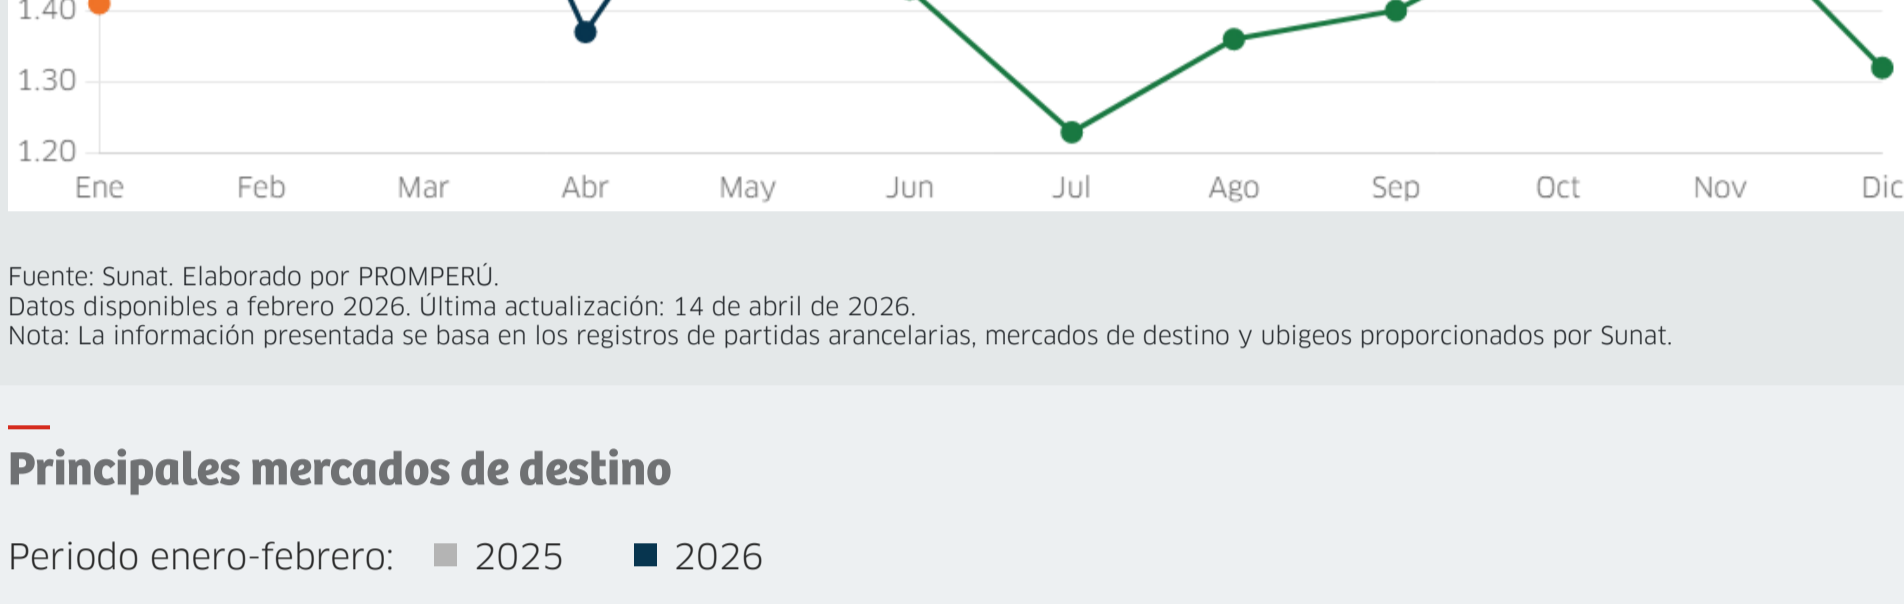 1.40
1.30
1.20
Ene Feb Mar Abr May Jun Jul Ago Sep Oct Nov Dic
Fuente: Sunat. Elaborado por PROMPERÚ.
Datos disponibles a febrero 2026. Última actualización: 14 de abril de 2026.
Nota: La información presentada se basa en los registros de partidas arancelarias, mercados de destino y ubigeos proporcionados por Sunat.
Principales mercados de destino
Periodo enero-febrero: 2025 2026